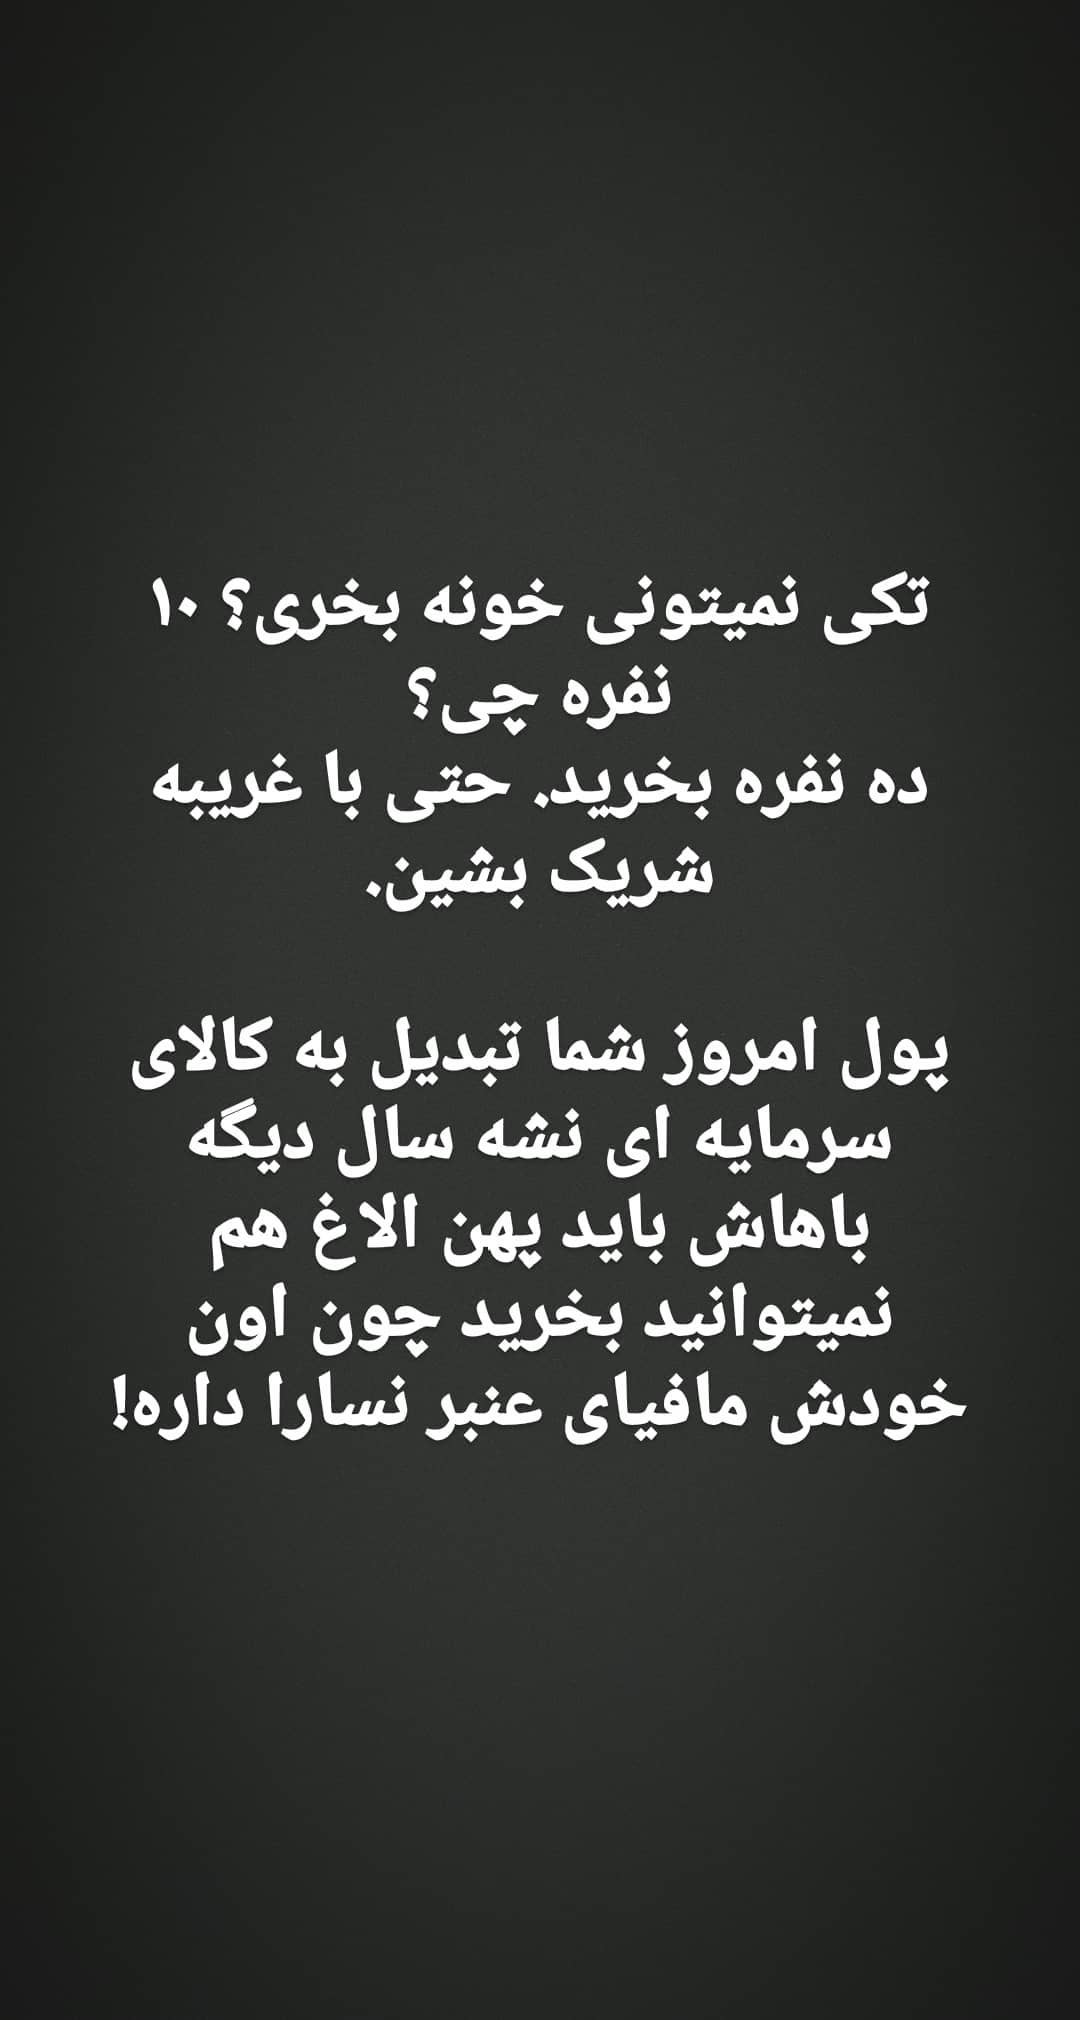 تکی نمیتونی خونه بخری؟ ۱۰
نفره چی؟
ده نفره بخرید. حتی با غریبه
شریک بشین.
پول امروز شما تبدیل به کالای
سرمایه ای نشه سال دیگه
باهاش باید پهن الاغ هم
نمیتوانید بخرید چون اون
خودش مافیای عنبر نسارا داره!